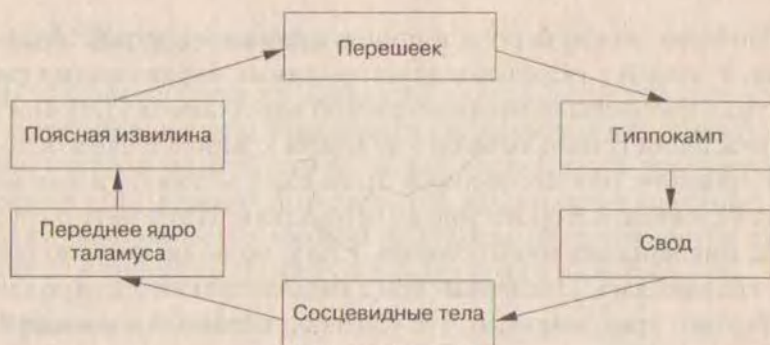 Перешеек
Поясная извилина
Гиппокамп
Переднее ядро
таламуса
Свод
Сосцевидные тела